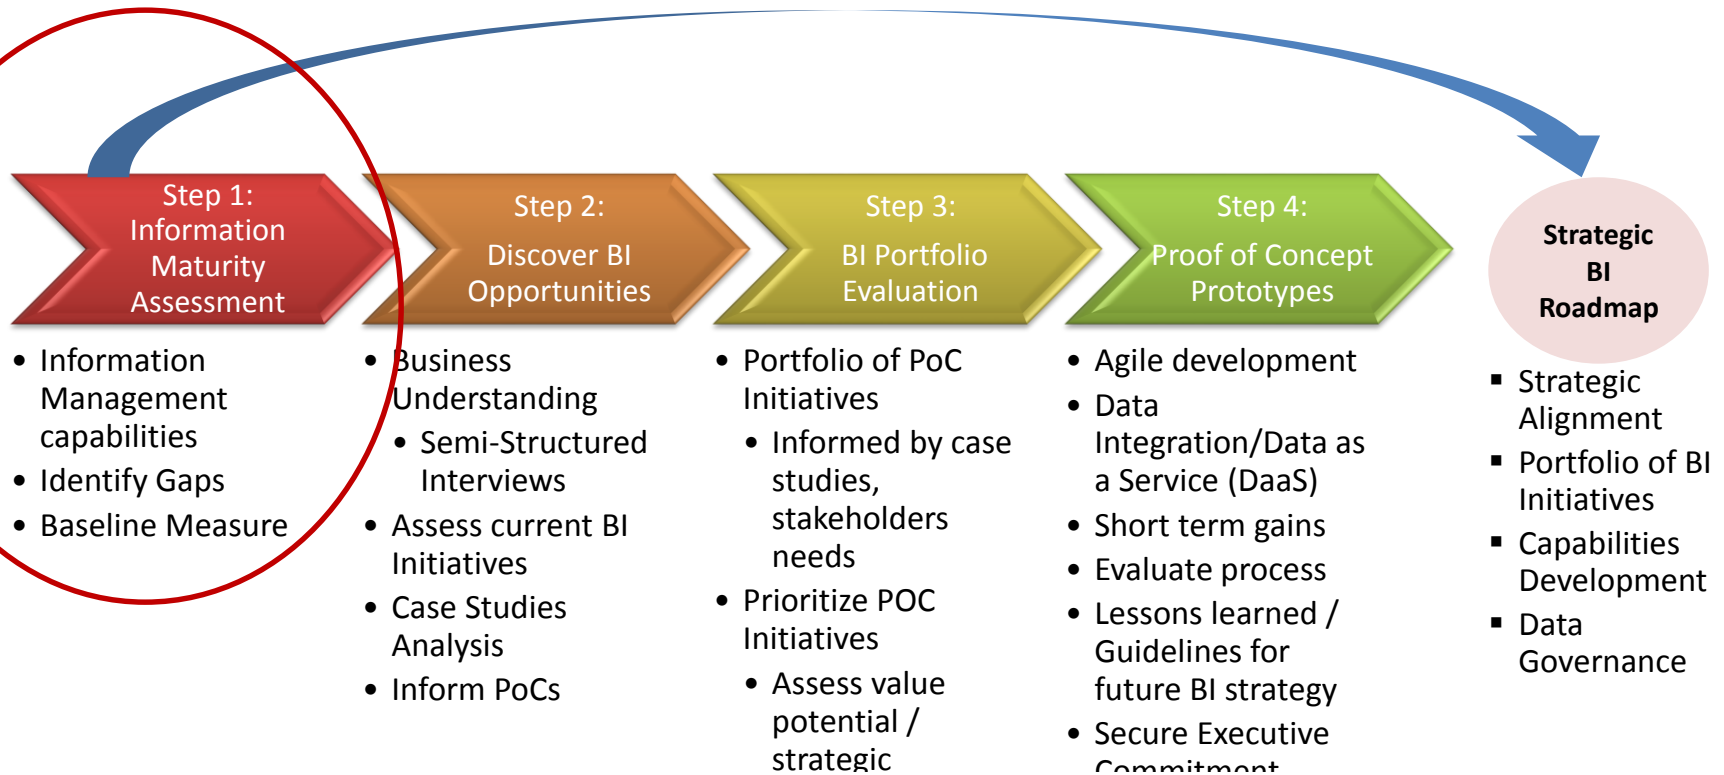 Step 1:
Information
Maturity
Assessment
• Information
Management
capabilities
• Identify Gaps
• Baseline Measure
Step 2:
Discover BI
Opportunities
• Business
Understanding
• Semi-Structured
Interviews
• Assess current BI
Initiatives
• Case Studies
Analysis
• Inform PoCs
Step 3:
BI Portfolio
Evaluation
• Portfolio of PoC
Initiatives
• Informed by case
studies,
stakeholders
needs
• Prioritize POC
Initiatives
• Assess value
potential /
strategic
Step 4:
Proof of Concept
Prototypes
• Agile development
• Data
Integration/Data as
a Service (DaaS)
• Short term gains
• Evaluate process
• Lessons learned /
Guidelines for
future BI strategy
• Secure Executive
Commitment
Strategic
BI
Roadmap
▪ Strategic
Alignment
▪ Portfolio of BI
Initiatives
▪ Capabilities
Development
▪ Data
Governance